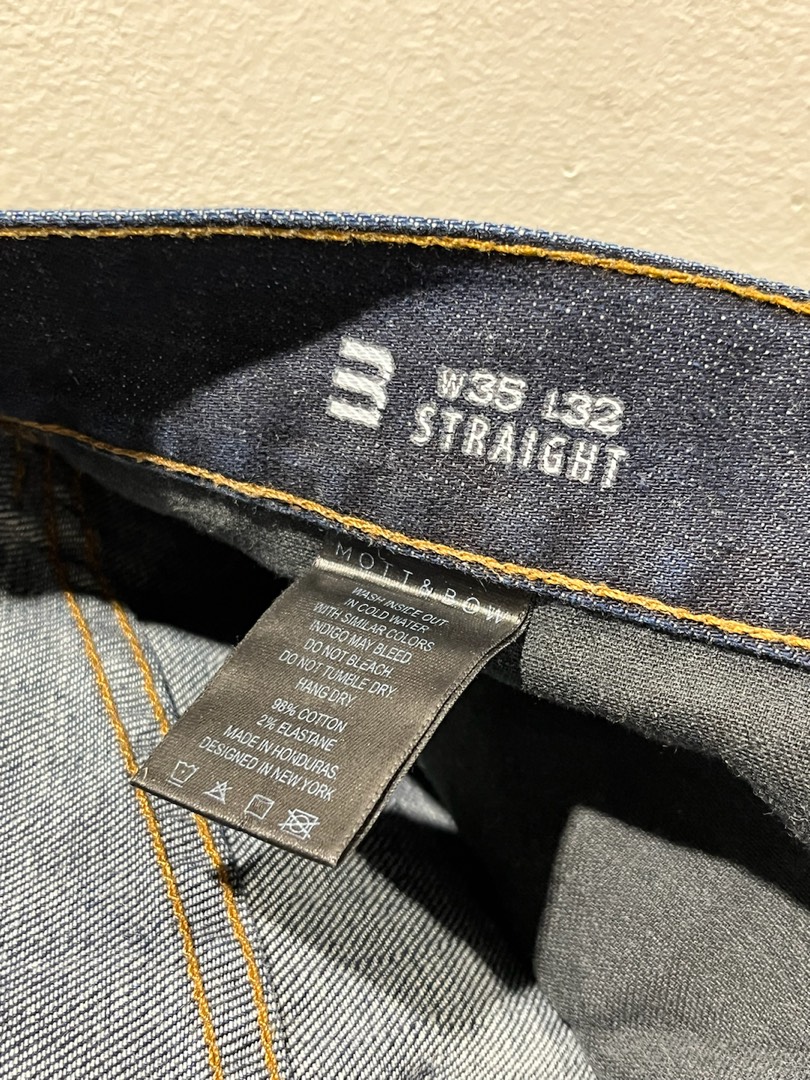 W35 L32
STRAIGHT
MOTT & BOW
WASH INSIDE OUT
IN COLD WATER
WITH SIMILAR COLORS
INDIGO MAY BLEED
DO NOT BLEACH
DO NOT TUMBLE DRY
HANG DRY
98% COTTON
2% ELASTANE
MADE IN HONDURAS.
DESIGNED IN NEW YORK